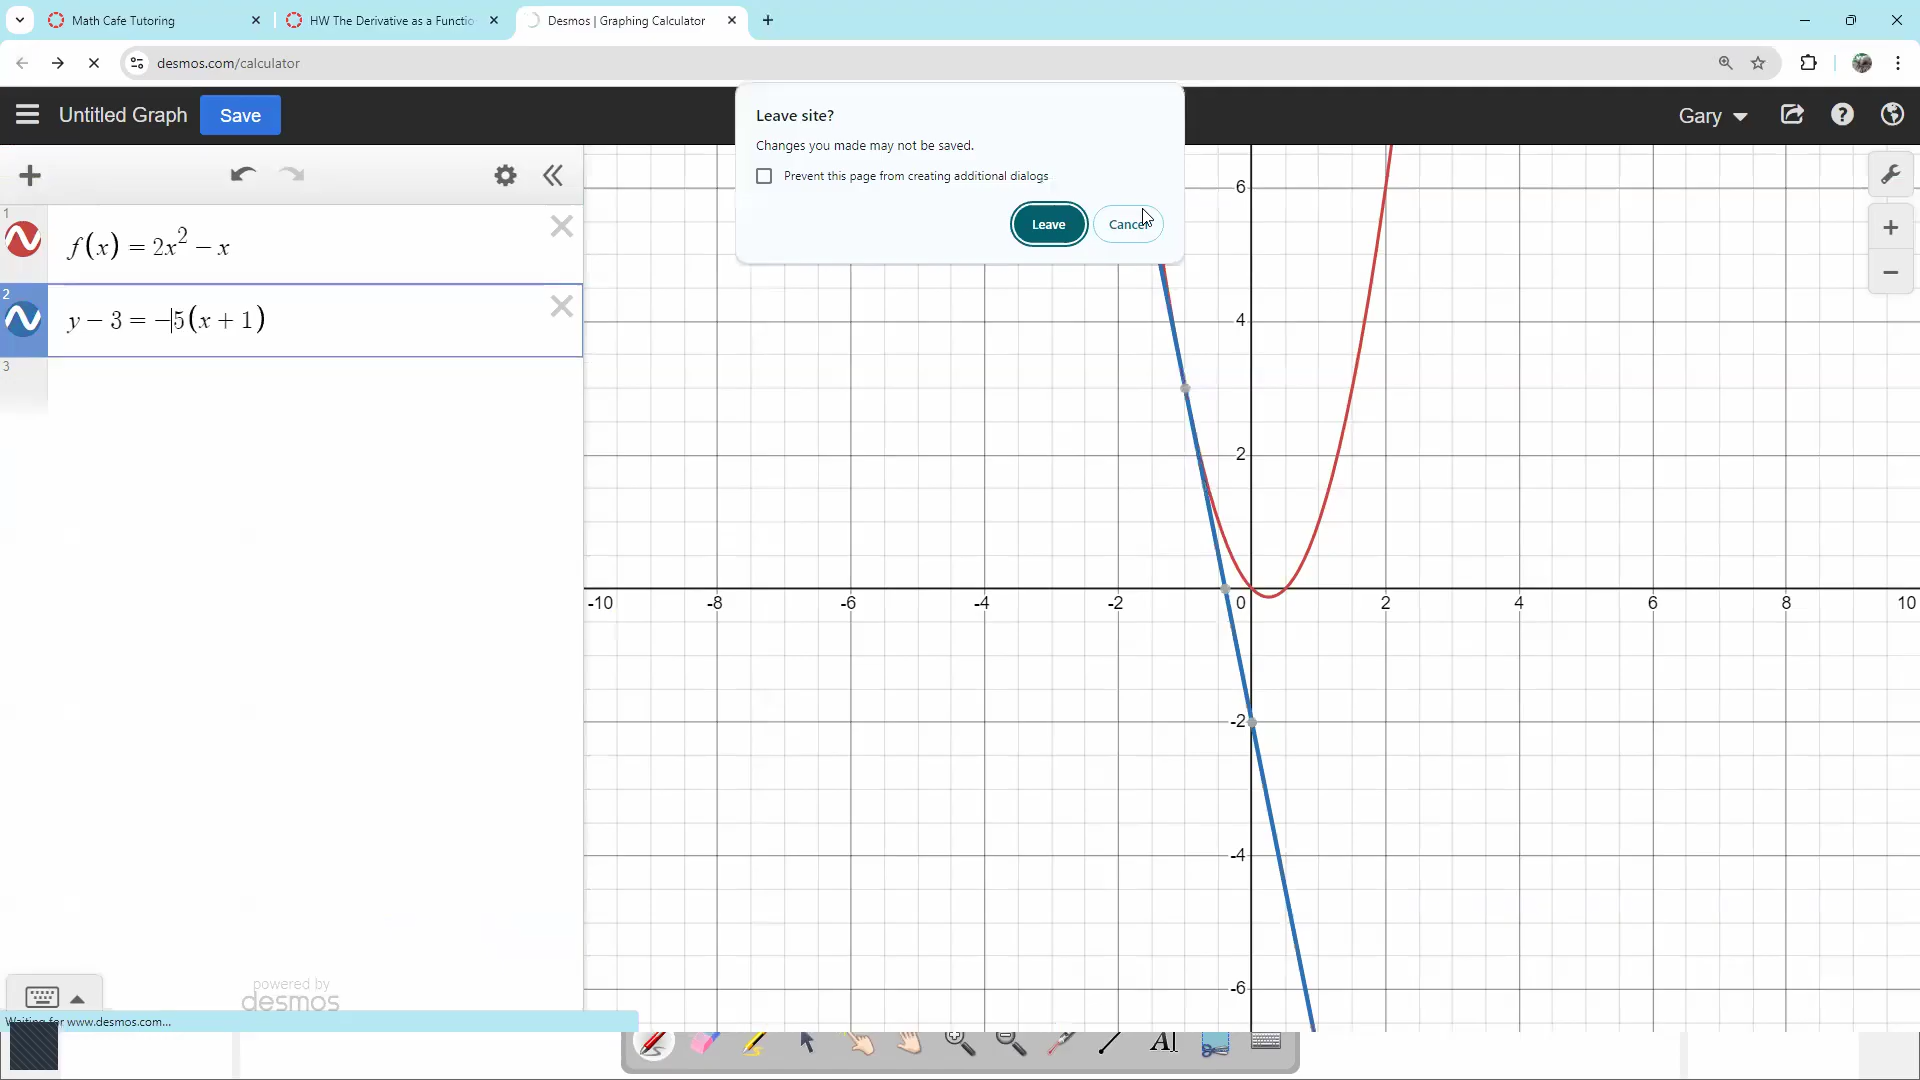 Math Cafe Tutoring
HW The Derivative as a Functio
Desmos | Graphing Calculator
desmos.com/calculator
Untitled Graph
Save
Gary
Leave site?
Changes you made may not be saved.
Prevent this page from creating additional dialogs
Leave
Cancel
1
f(x) = 2x² − x
2
y − 3 = −5(x + 1)
3
6
4
2
-10 -8 -6 -4 -2 0 2 4 6 8 10
-2
-4
-6
powered by
desmos
Waiting for www.desmos.com...
A